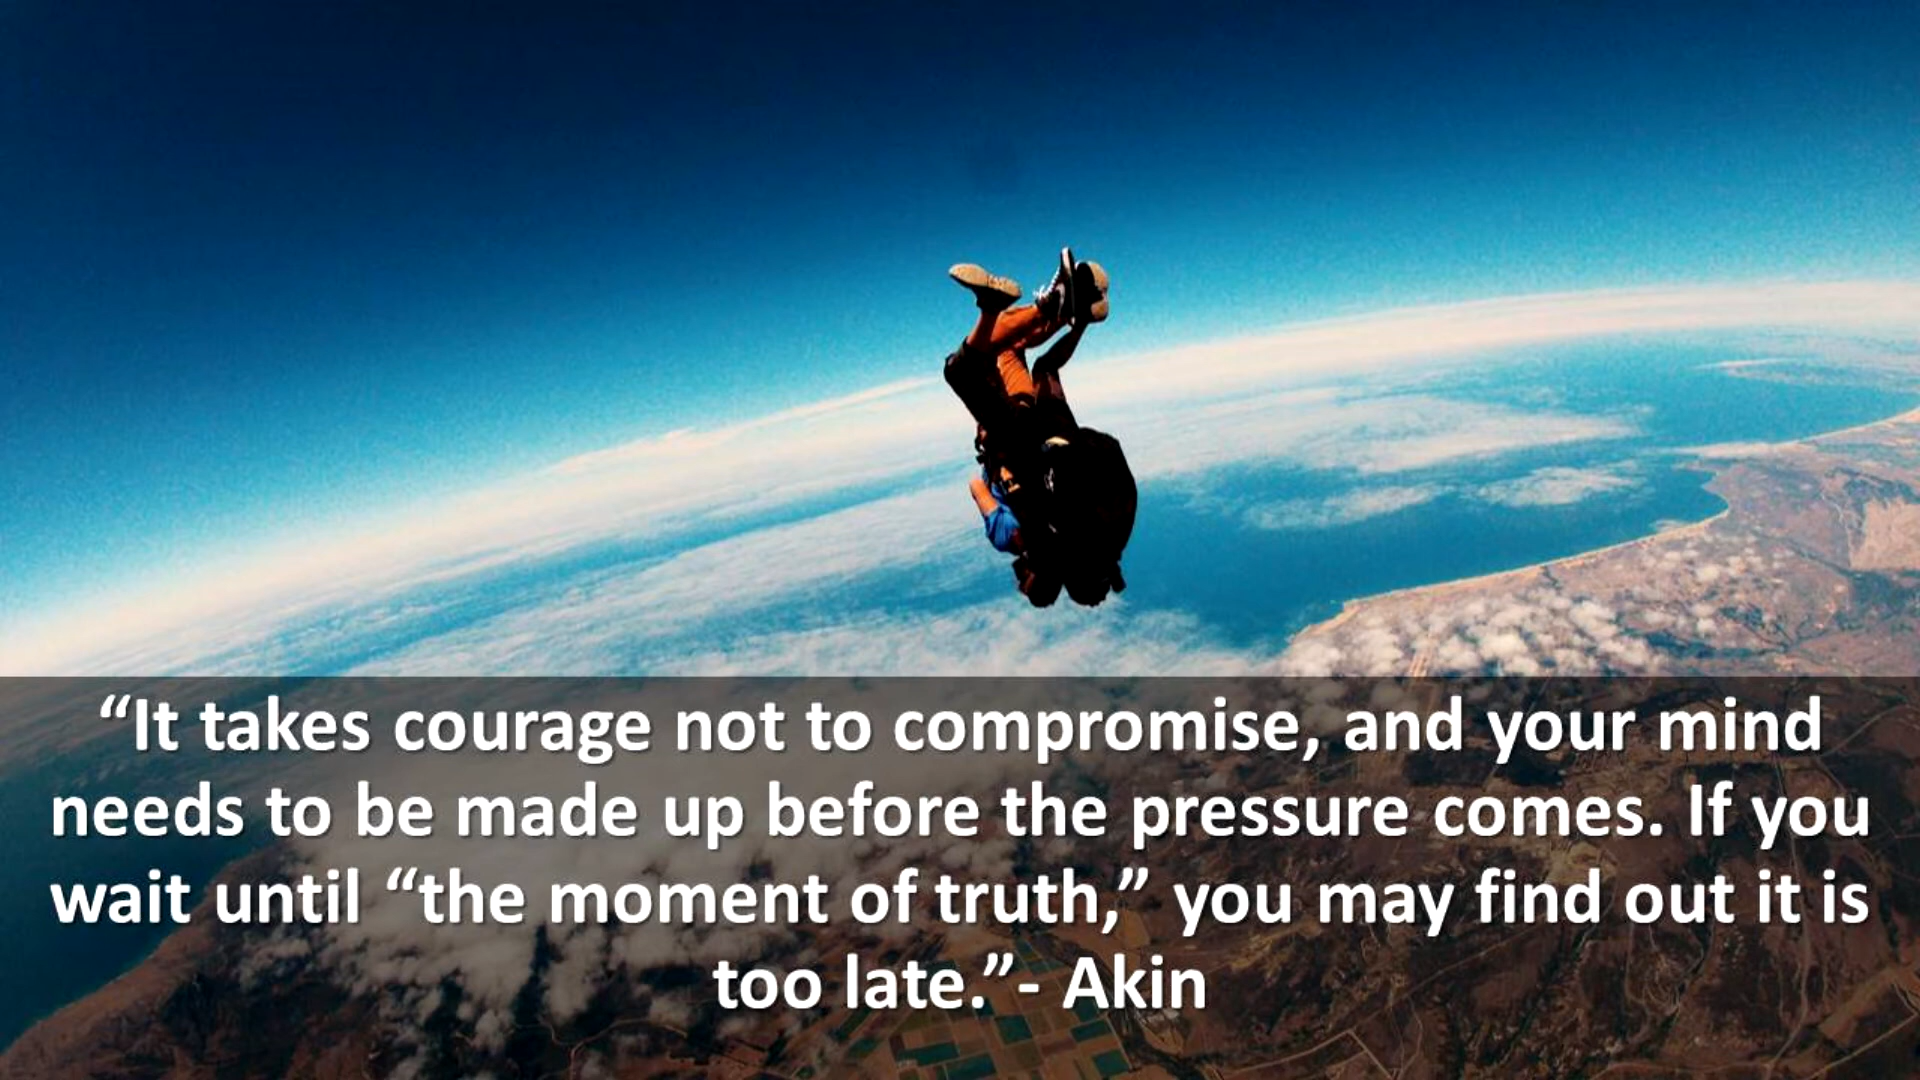 “It takes courage not to compromise, and your mind
needs to be made up before the pressure comes. If you
wait until “the moment of truth,” you may find out it is
too late.”- Akin